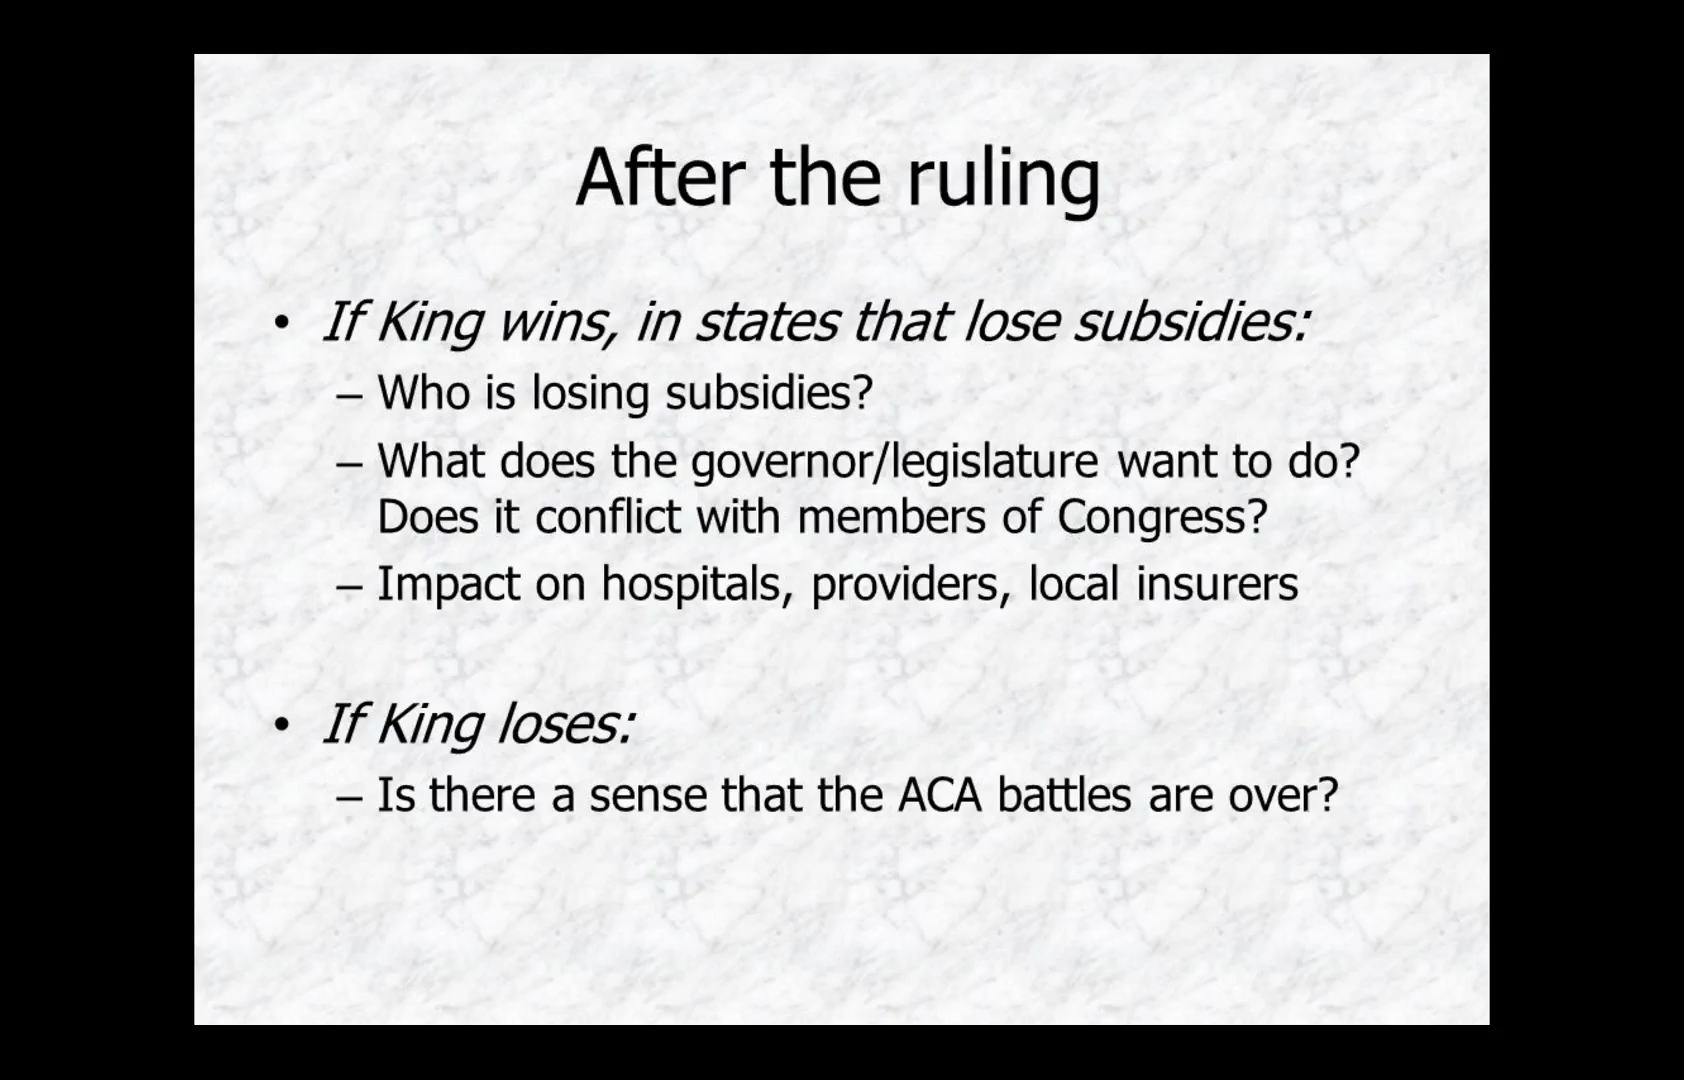 After the ruling
• If King wins, in states that lose subsidies:
– Who is losing subsidies?
– What does the governor/legislature want to do?
Does it conflict with members of Congress?
– Impact on hospitals, providers, local insurers
• If King loses:
– Is there a sense that the ACA battles are over?